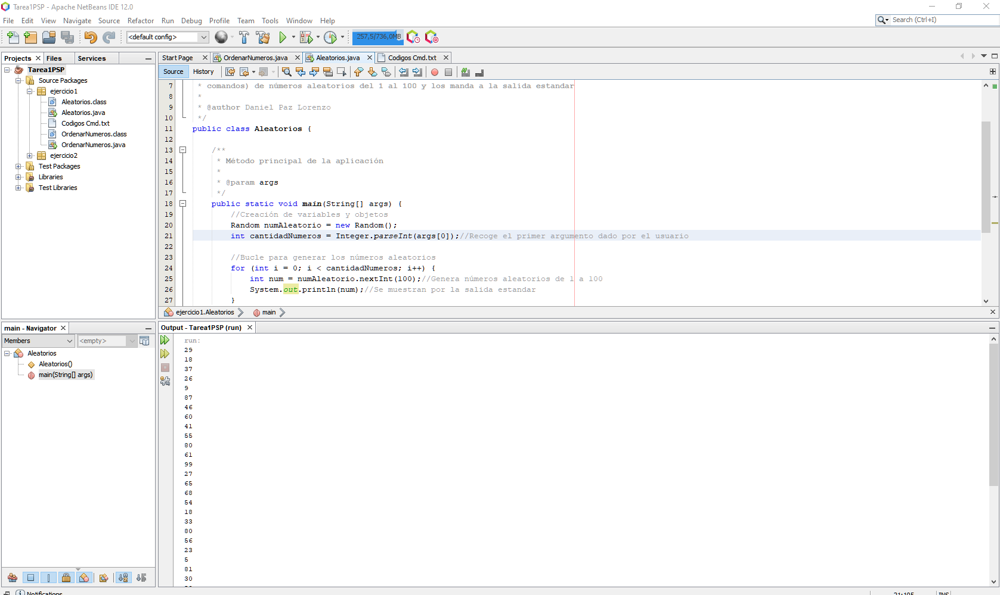 Tarea1PSP - Apache NetBeans IDE 12.0
File Edit View Navigate Source Refactor Run Debug Profile Team Tools Window Help
Search (Ctrl+I)
<default config>
257,5/736,0MB
Projects Files Services
Tarea1PSP
Source Packages
ejercicio1
Aleatorios.class
Aleatorios.java
Codigos Cmd.txt
OrdenarNumeros.class
OrdenarNumeros.java
ejercicio2
Test Packages
Libraries
Test Libraries
Start Page OrdenarNumeros.java Aleatorios.java Codigos Cmd.txt
Source History
7 * comandos) de números aleatorios del 1 al 100 y los manda a la salida estandar
8 *
9 * @author Daniel Paz Lorenzo
10 */
11 public class Aleatorios {
12
13 /**
14 * Método principal de la aplicación
15 *
16 * @param args
17 */
18 public static void main(String[] args) {
19 //Creación de variables y objetos
20 Random numAleatorio = new Random();
21 int cantidadNumeros = Integer.parseInt(args[0]);//Recoge el primer argumento dado por el usuario
22
23 //Bucle para generar los números aleatorios
24 for (int i = 0; i < cantidadNumeros; i++) {
25 int num = numAleatorio.nextInt(100);//Genera números aleatorios de 1 a 100
26 System.out.println(num);//Se muestran por la salida estandar
27 }
ejercicio1.Aleatorios main
main - Navigator
Members <empty>
Aleatorios
Aleatorios()
main(String[] args)
Output - Tarea1PSP (run)
run:
29
18
37
26
9
87
46
60
41
55
80
61
99
27
65
68
54
18
33
80
56
23
5
81
30
Notifications
21:105 INS